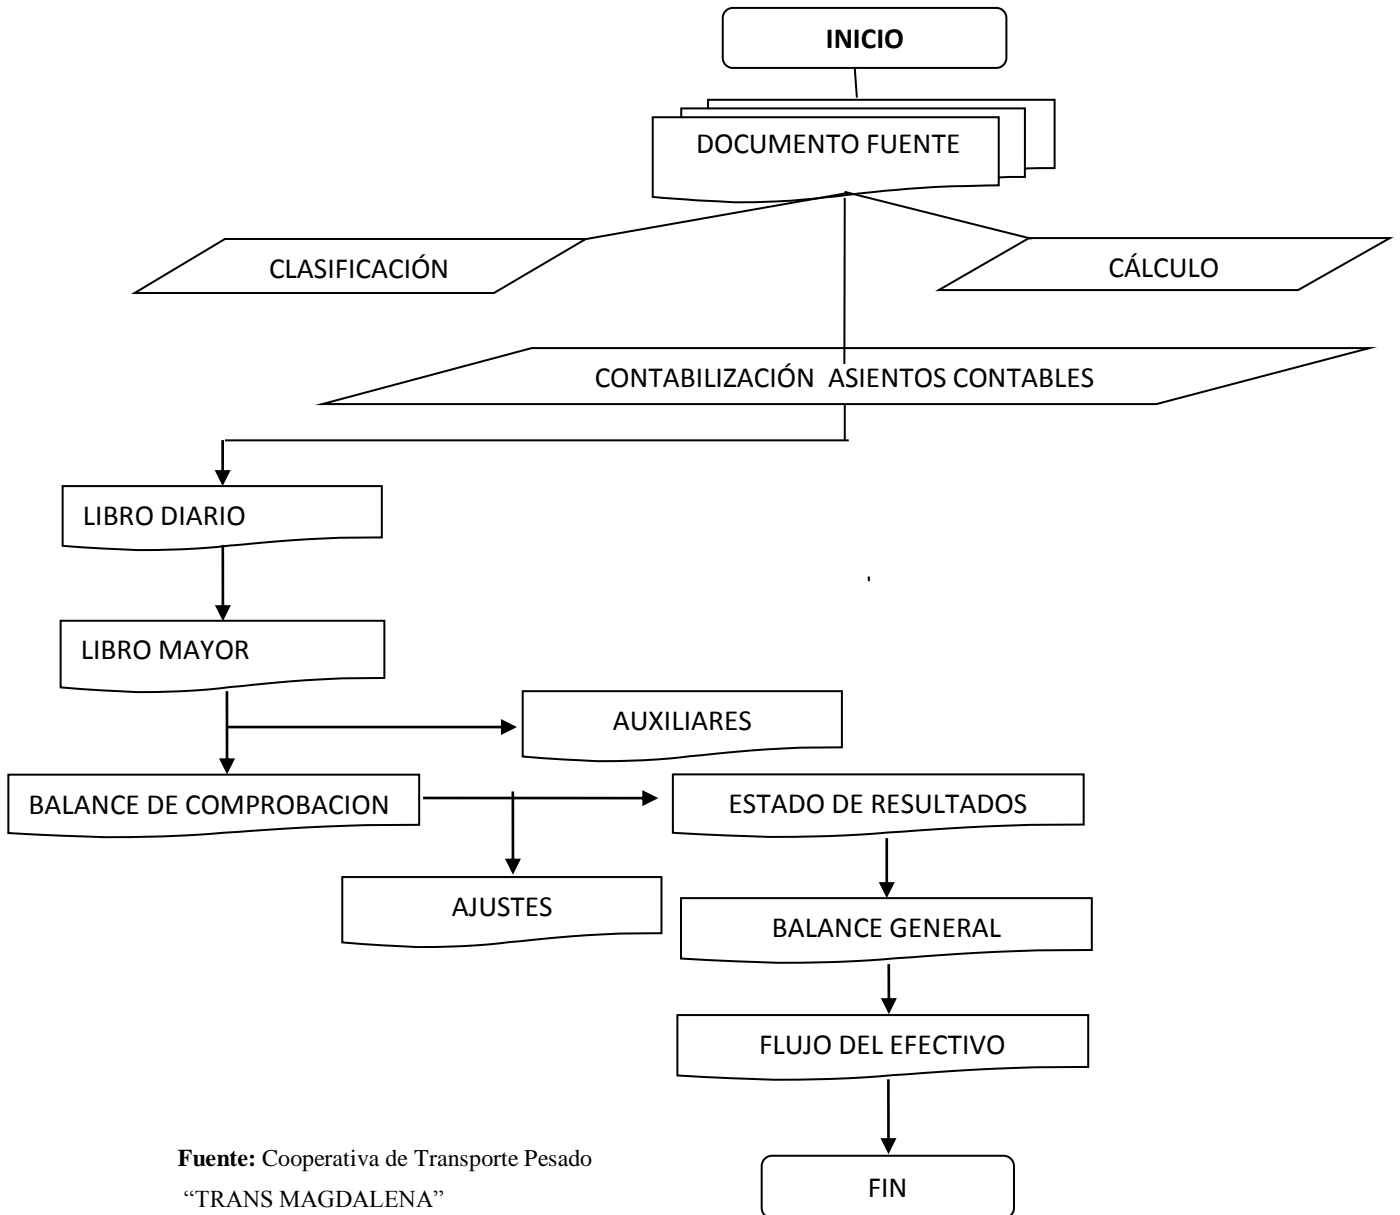 INICIO
DOCUMENTO FUENTE
CLASIFICACIÓN
CÁLCULO
CONTABILIZACIÓN ASIENTOS CONTABLES
LIBRO DIARIO
LIBRO MAYOR
AUXILIARES
BALANCE DE COMPROBACION
ESTADO DE RESULTADOS
AJUSTES
BALANCE GENERAL
FLUJO DEL EFECTIVO
FIN
Fuente: Cooperativa de Transporte Pesado
“TRANS MAGDALENA”